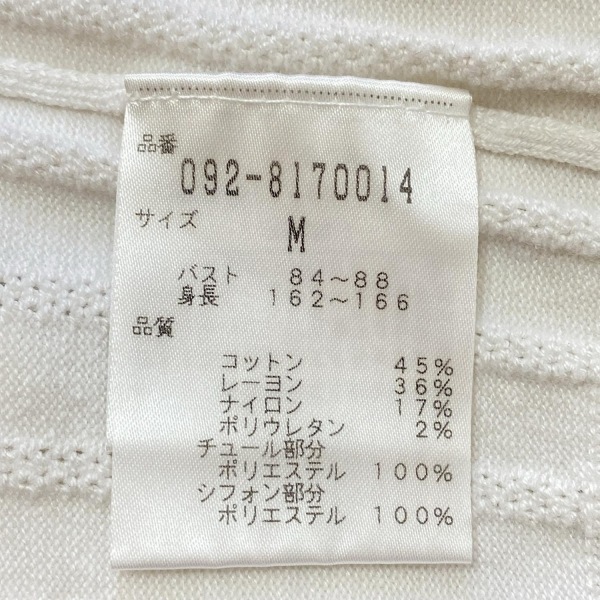 品番
092-8170014
サイズ
M
バスト 84～88
身長 162～166
品質
コットン 45%
レーヨン 36%
ナイロン 17%
ポリウレタン 2%
チュール部分
ポリエステル 100%
シフォン部分
ポリエステル 100%